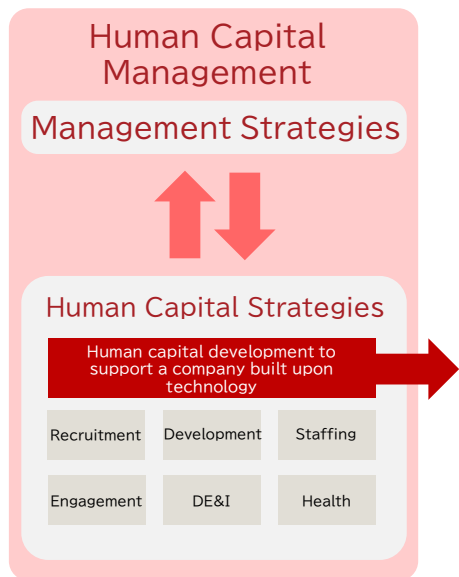 Human Capital
Management
Management Strategies
Human Capital Strategies
Human capital development to
support a company built upon
technology
Recruitment
Development
Staffing
Engagement
DE&I
Health